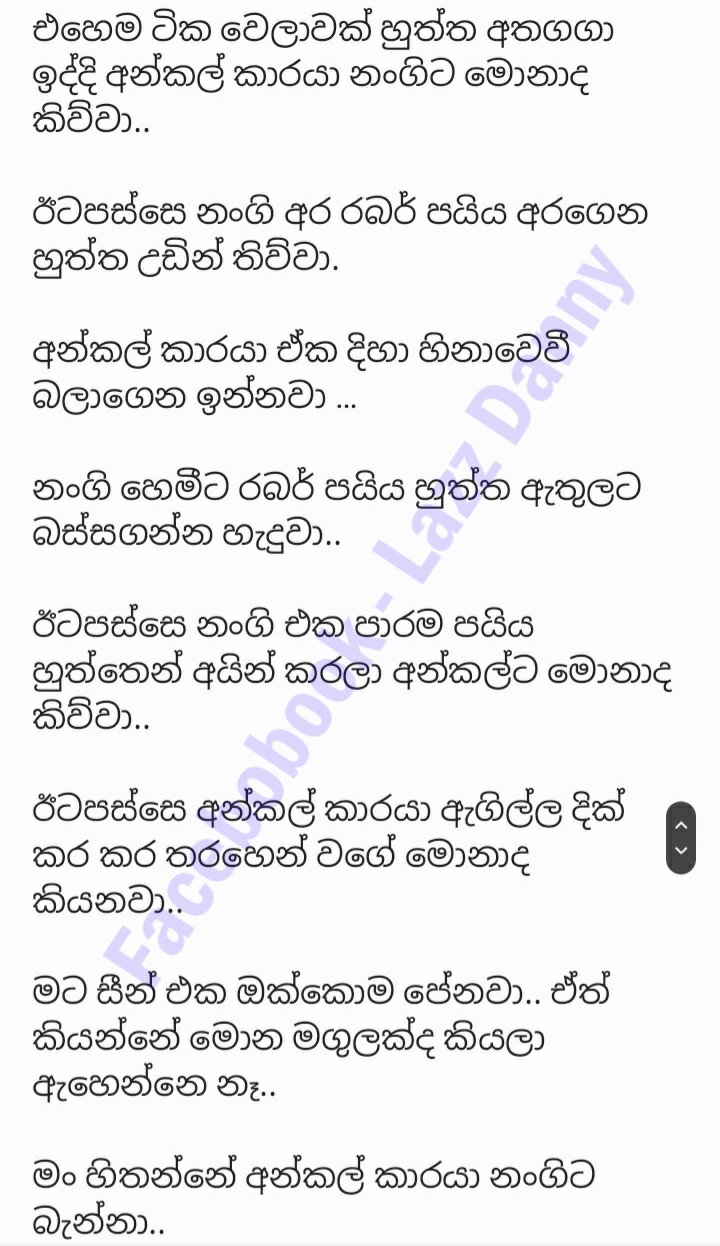 එහෙම ටික වෙලාවක් හුත්ත අතගගා
ඉද්දි අන්කල් කාරයා නංගිට මොනාද
කිව්වා..
ඊටපස්සෙ නංගි අර රබර් පයිය අරගෙන
හුත්ත උඩින් තිව්වා.
අන්කල් කාරයා ඒක දිහා හිනාවෙවී
බලාගෙන ඉන්නවා ...
නංගි හෙමීට රබර් පයිය හුත්ත ඇතුලට
බස්සගන්න හැදුවා..
ඊටපස්සෙ නංගි එක පාරම පයිය
හුත්තෙන් අයින් කරලා අන්කල්ට මොනාද
කිව්වා..
ඊටපස්සෙ අන්කල් කාරයා ඇගිල්ල දික්
කර කර තරහෙන් වගේ මොනාද
කියනවා..
මට සීන් එක ඔක්කොම පේනවා.. ඒත්
කියන්නේ මොන මගුලක්ද කියලා
ඇහෙන්නෙ නෑ..
මං හිතන්නේ අන්කල් කාරයා නංගිට
බැන්නා..
Facebobock - Lazz Danny